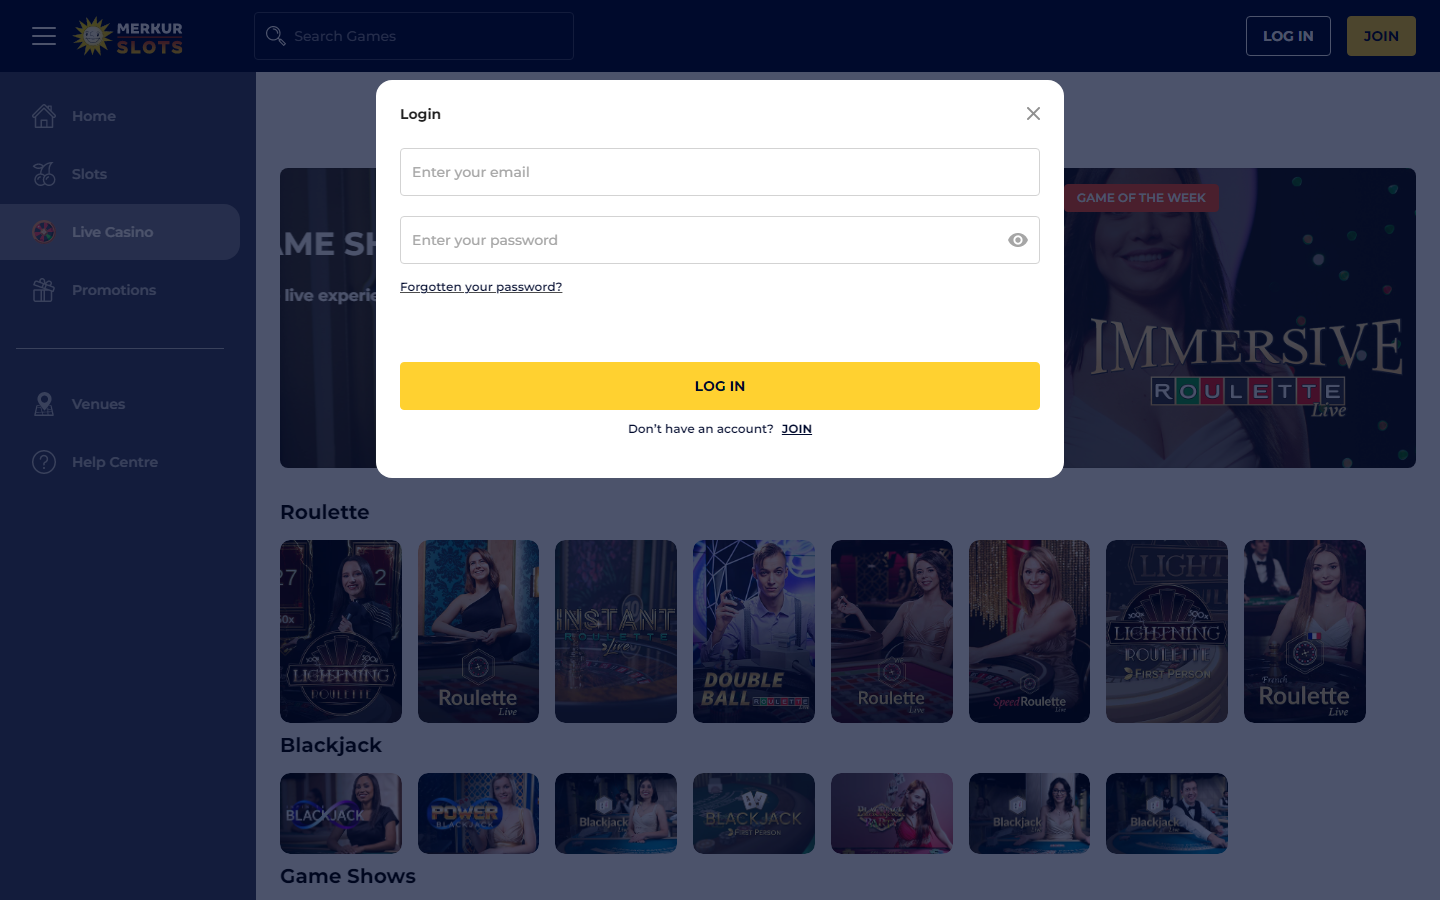 MERKUR
SLOTS
Search Games
LOG IN
JOIN
Home
Slots
Live Casino
Promotions
Venues
Help Centre
Login
Enter your email
Enter your password
Forgotten your password?
LOG IN
Don't have an account? JOIN
live
GAME OF THE WEEK
IMMERSIVE
ROULETTE
Live
Roulette
27
2
LIGHTNING
ROULETTE
Roulette
Live
INSTANT
ROULETTE
Live
DOUBLE
BALL ROULETTE
Roulette
Live
Speed Roulette
Live
LIGHT
LIGHTNING
ROULETTE
FIRST PERSON
French
Roulette
Live
Blackjack
BLACKJACK
POWER
BLACKJACK
Blackjack
BLACKJACK
FIRST PERSON
Blackjack
Blackjack
Game Shows